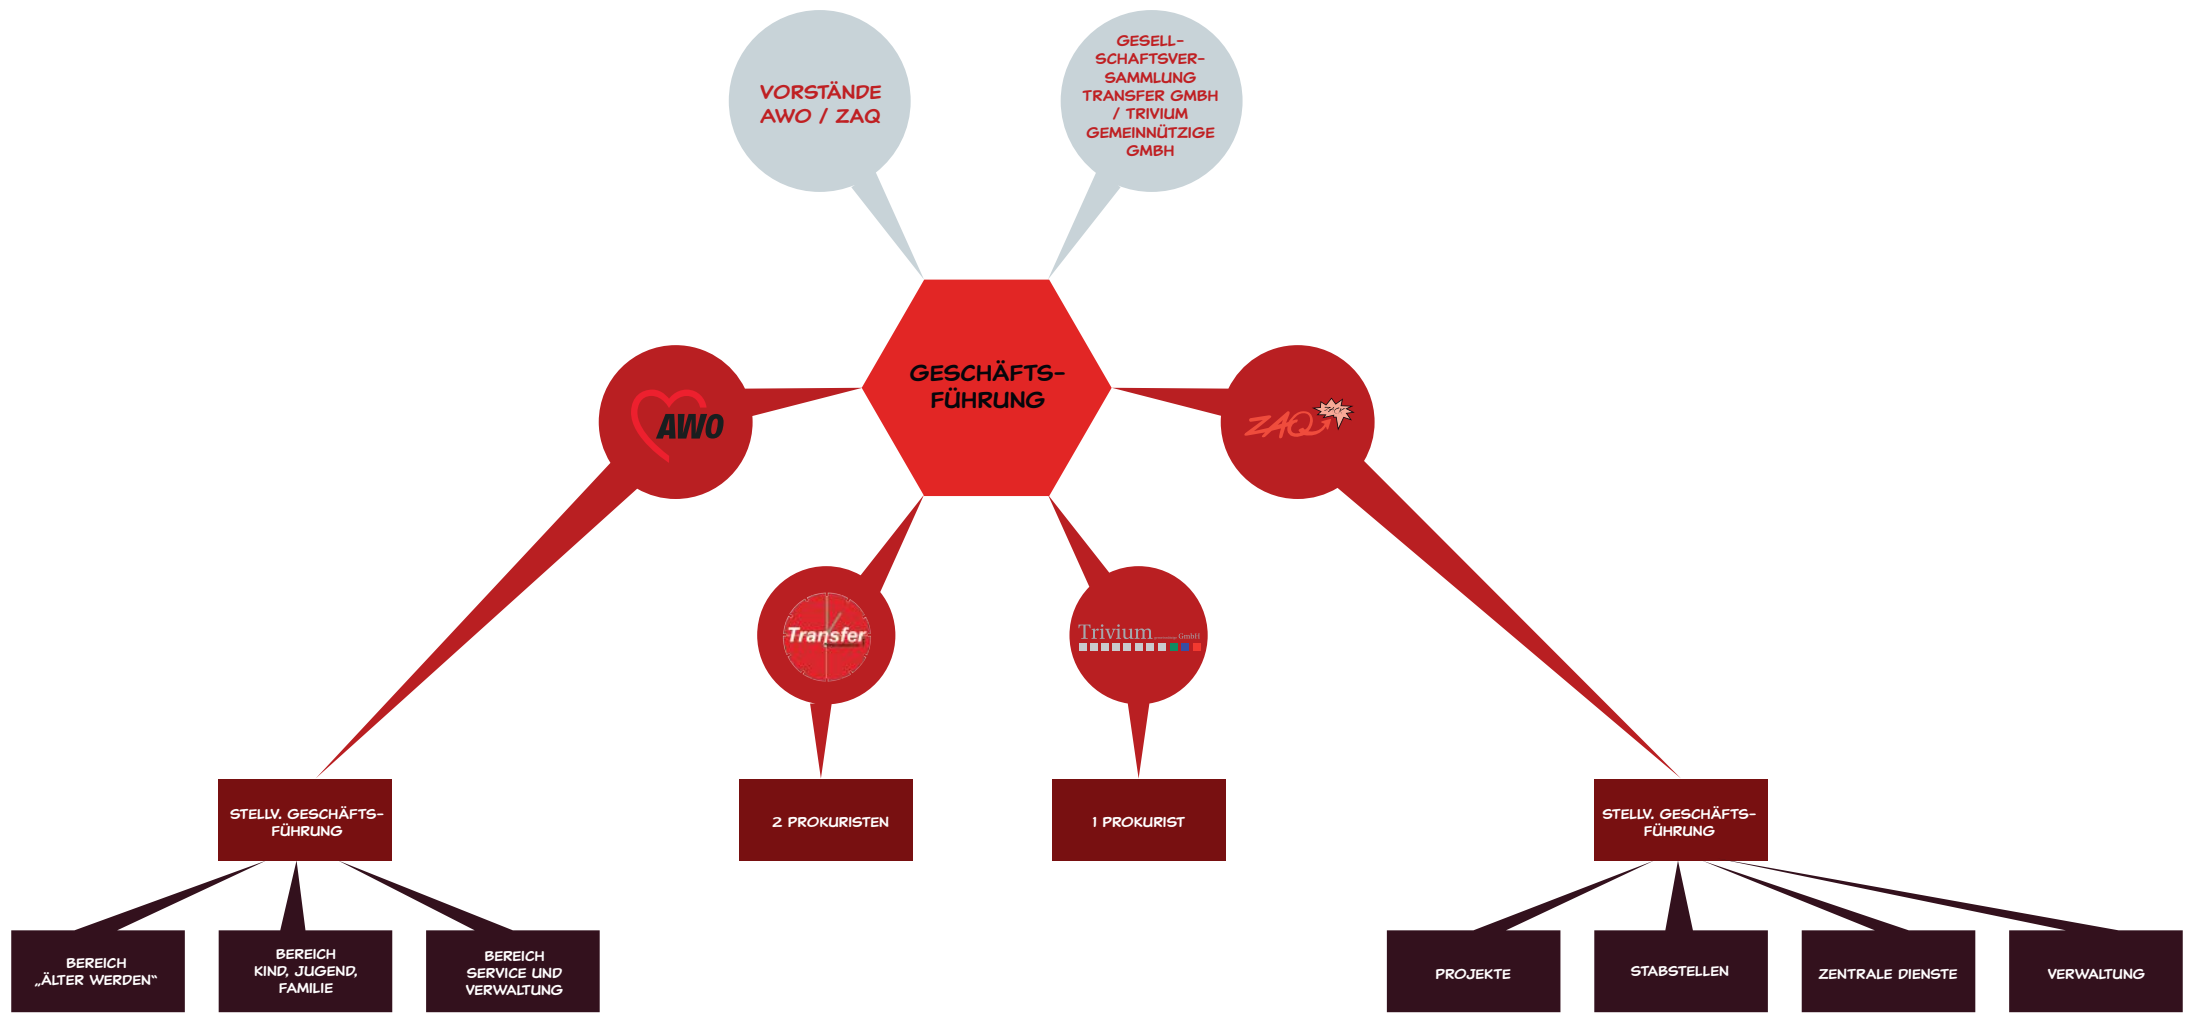 VORSTÄNDE
AWO / ZAQ
GESELL-
SCHAFTSVER-
SAMMLUNG
TRANSFER GMBH
/ TRIVIUM
GEMEINNÜTZIGE
GMBH
GESCHÄFTS-
FÜHRUNG
AWO
ZAQ
Transfer
Trivium GmbH
STELLV. GESCHÄFTS-
FÜHRUNG
2 PROKURISTEN
1 PROKURIST
STELLV. GESCHÄFTS-
FÜHRUNG
BEREICH
„ÄLTER WERDEN“
BEREICH
KIND, JUGEND,
FAMILIE
BEREICH
SERVICE UND
VERWALTUNG
PROJEKTE
STABSTELLEN
ZENTRALE DIENSTE
VERWALTUNG